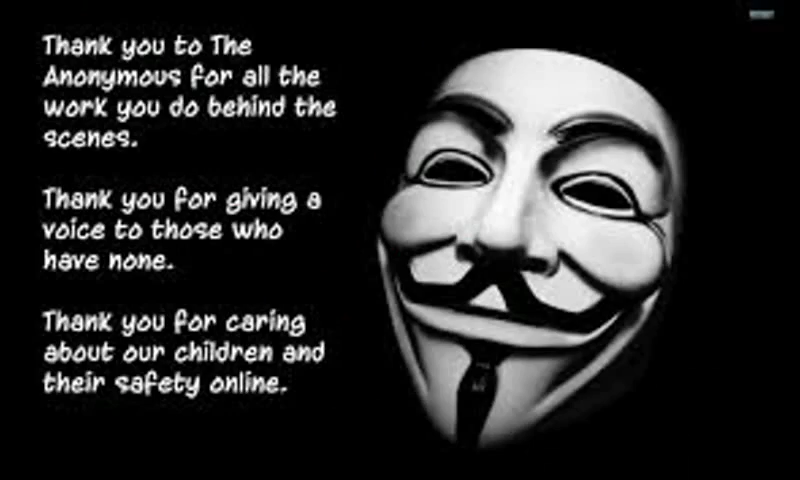 Thank you to The
Anonymous for all the
work you do behind the
scenes.
Thank you for giving a
voice to those who
have none.
Thank you for caring
about our children and
their safety online.